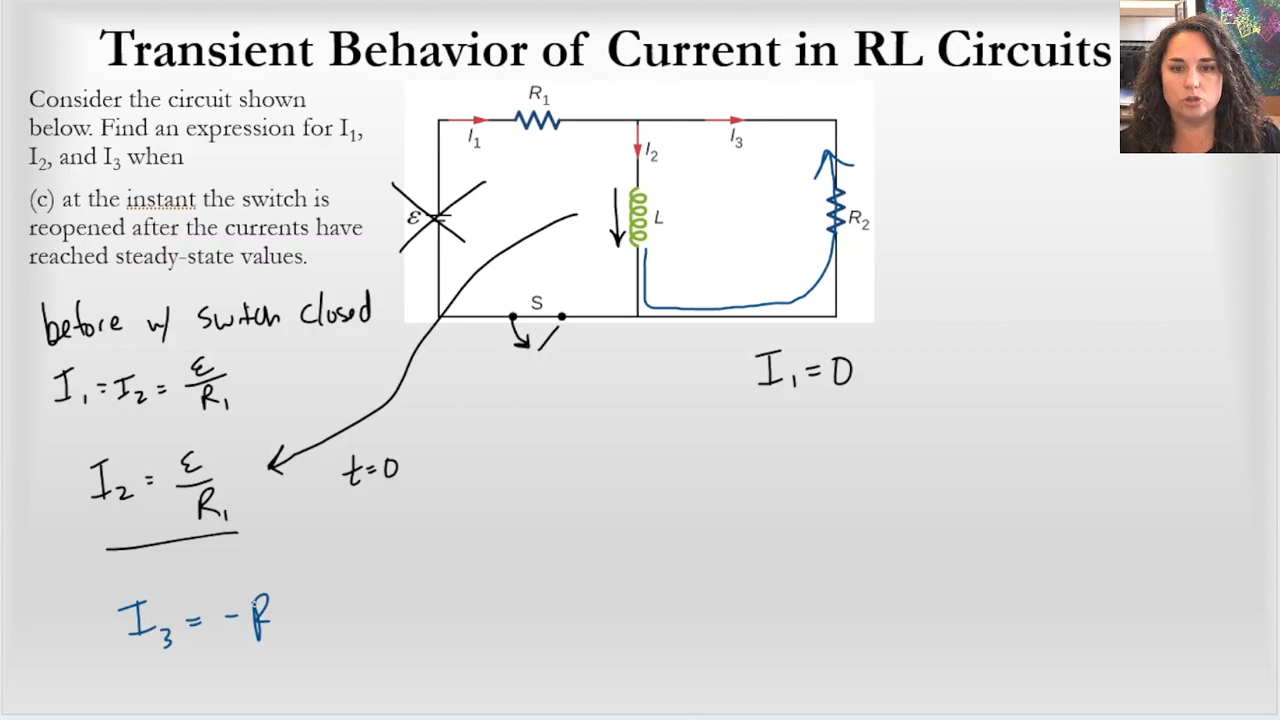 Transient Behavior of Current in RL Circuits
Consider the circuit shown
below. Find an expression for I₁,
I₂, and I₃ when
(c) at the instant the switch is
reopened after the currents have
reached steady-state values.
R₁
I₁
I₂
I₃
ε
L
R₂
S
before w/ switch closed
I₁ = I₂ = ε/R₁
I₁ = 0
I₂ = ε/R₁
t=0
I₃ = -